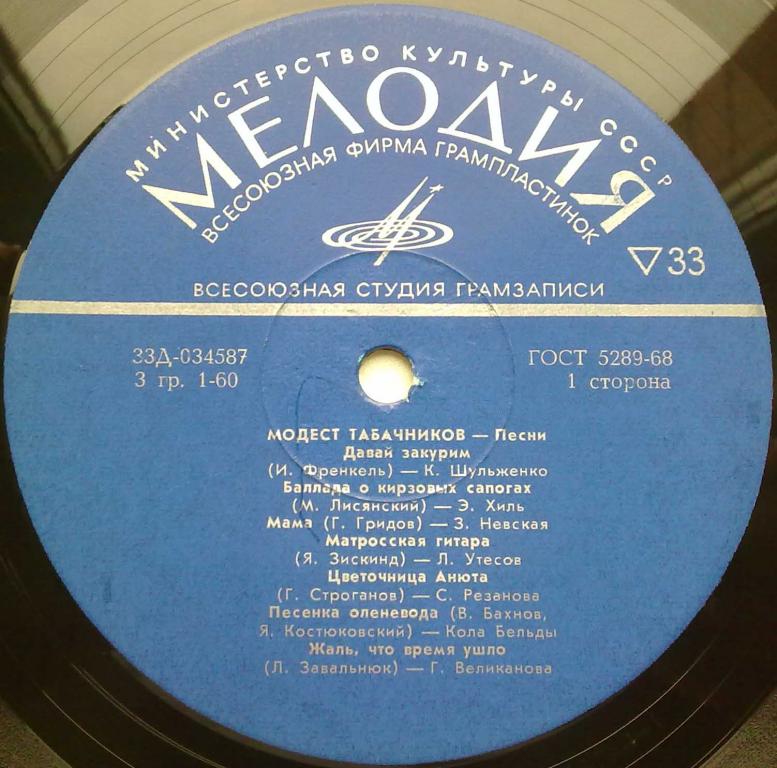 МИНИСТЕРСТВО КУЛЬТУРЫ СССР
МЕЛОДИЯ
ВСЕСОЮЗНАЯ ФИРМА ГРАМПЛАСТИНОК
33
ВСЕСОЮЗНАЯ СТУДИЯ ГРАМЗАПИСИ
33Д-034587
3 гр. 1-60
ГОСТ 5289-68
1 сторона
МОДЕСТ ТАБАЧНИКОВ — Песни
Давай закурим
(И. Френкель) — К. Шульженко
Баллада о кирзовых сапогах
(М. Лисянский) — Э. Хиль
Мама (Г. Гридов) — З. Невская
Матросская гитара
(Я. Зискинд) — Л. Утесов
Цветочница Анюта
(Г. Строганов) — С. Резанова
Песенка оленевода (В. Бахнов,
Я. Костюковский) — Кола Бельды
Жаль, что время ушло
(Л. Завальнюк) — Г. Великанова